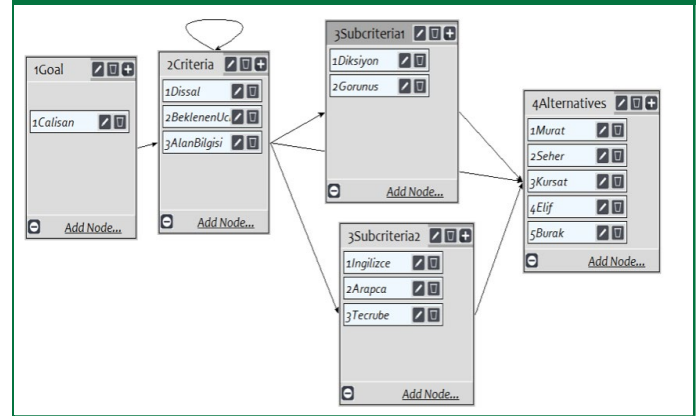 1Goal
1Calisan
Add Node...
2Criteria
1Dissal
2BeklenenUc
3AlanBilgisi
Add Node...
3Subcriteria1
1Diksiyon
2Gorunus
Add Node...
3Subcriteria2
1Ingilizce
2Arapca
3Tecrube
Add Node...
4Alternatives
1Murat
2Seher
3Kursat
4Elif
5Burak
Add Node...